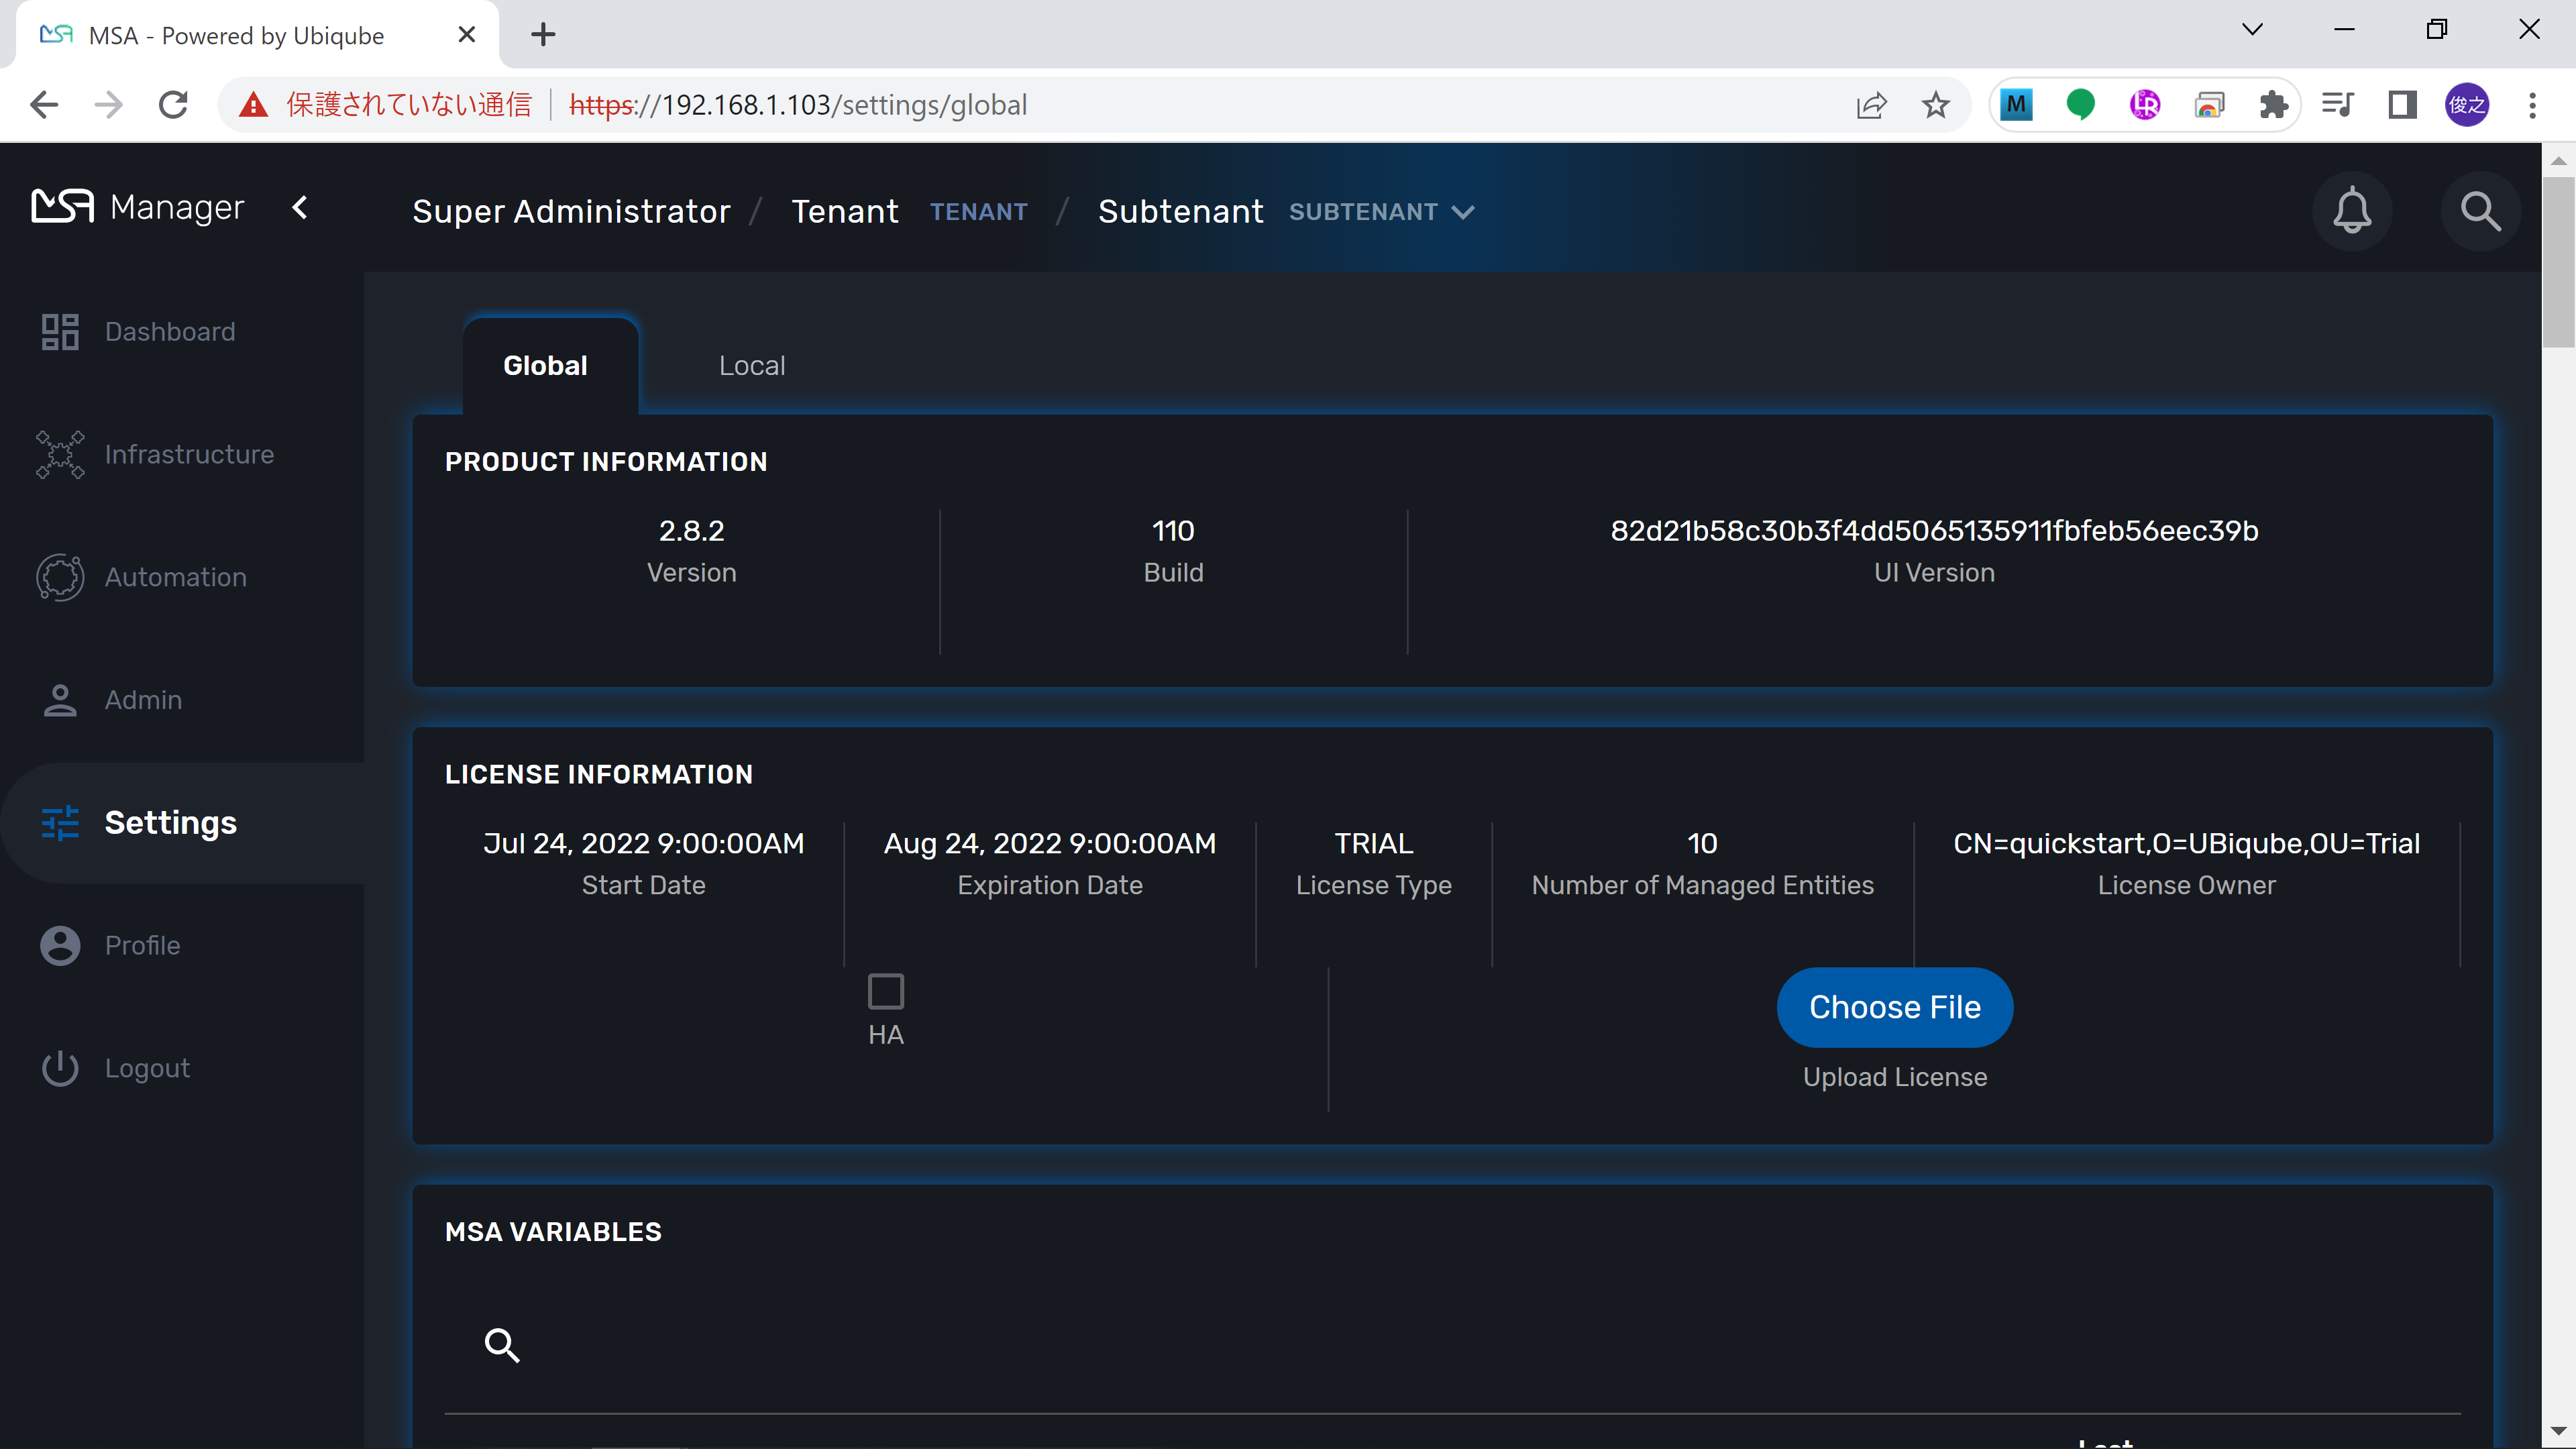 MSA - Powered by Ubiqube
保護されていない通信 https://192.168.1.103/settings/global
M LR 俊之
MSA Manager
Super Administrator / Tenant TENANT / Subtenant SUBTENANT
Dashboard
Infrastructure
Automation
Admin
Settings
Profile
Logout
Global Local
PRODUCT INFORMATION
2.8.2 110 82d21b58c30b3f4dd5065135911fbfeb56eec39b
Version Build UI Version
LICENSE INFORMATION
Jul 24, 2022 9:00:00AM Aug 24, 2022 9:00:00AM TRIAL 10 CN=quickstart,O=UBiqube,OU=Trial
Start Date Expiration Date License Type Number of Managed Entities License Owner
Choose File
HA Upload License
MSA VARIABLES